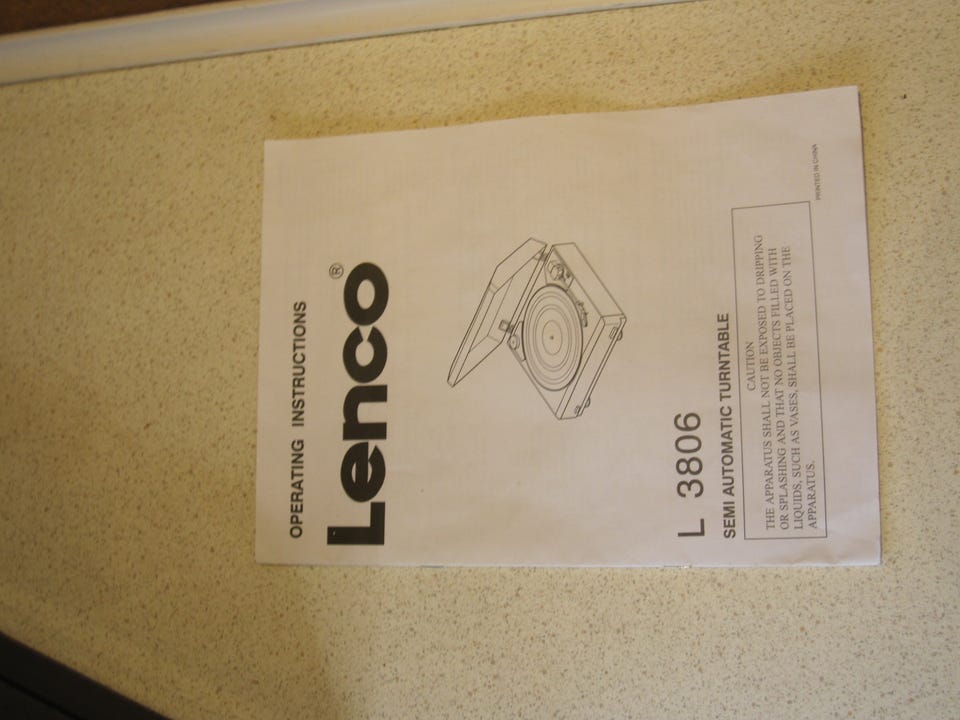 OPERATING INSTRUCTIONS
Lenco®
L 3806
SEMI AUTOMATIC TURNTABLE
CAUTION
THE APPARATUS SHALL NOT BE EXPOSED TO DRIPPING
OR SPLASHING AND THAT NO OBJECTS FILLED WITH
LIQUIDS, SUCH AS VASES, SHALL BE PLACED ON THE
APPARATUS.
PRINTED IN CHINA